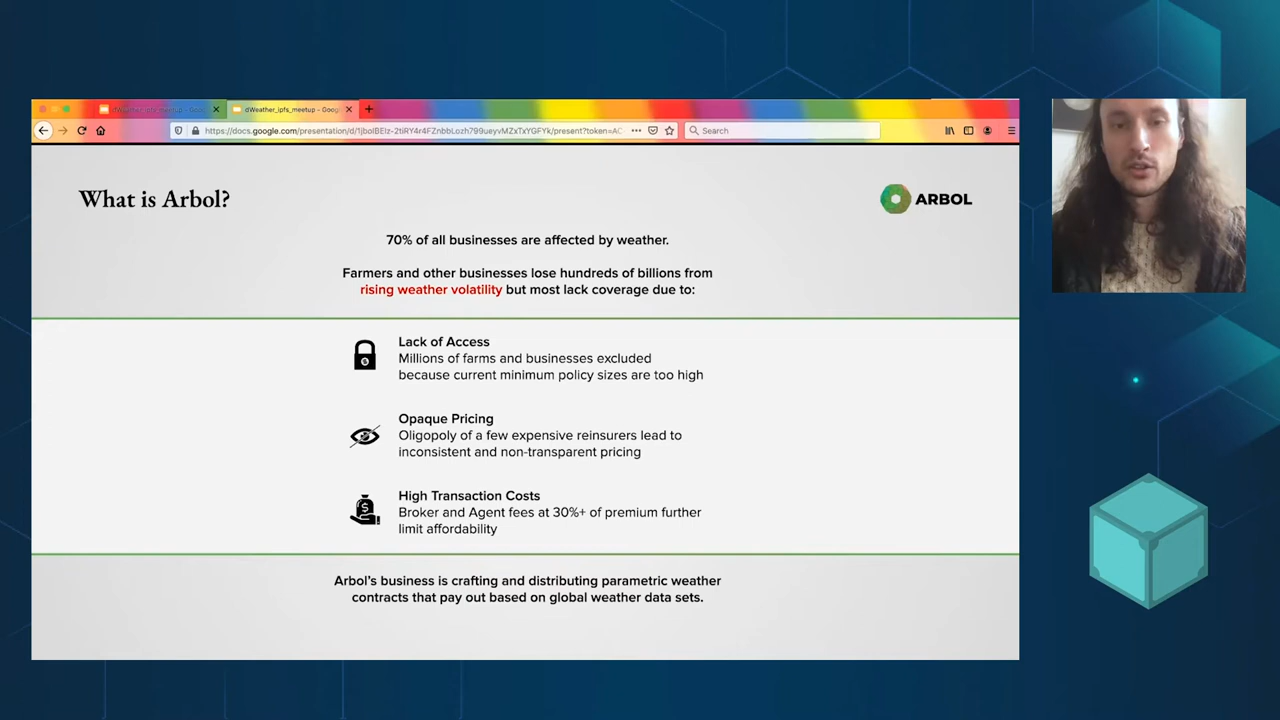 dWeather_ipfs_meetup - Goog
dWeather_ipfs_meetup - Goog
Search
What is Arbol?
ARBOL
70% of all businesses are affected by weather.
Farmers and other businesses lose hundreds of billions from
rising weather volatility but most lack coverage due to:
Lack of Access
Millions of farms and businesses excluded
because current minimum policy sizes are too high
Opaque Pricing
Oligopoly of a few expensive reinsurers lead to
inconsistent and non-transparent pricing
High Transaction Costs
Broker and Agent fees at 30%+ of premium further
limit affordability
Arbol's business is crafting and distributing parametric weather
contracts that pay out based on global weather data sets.